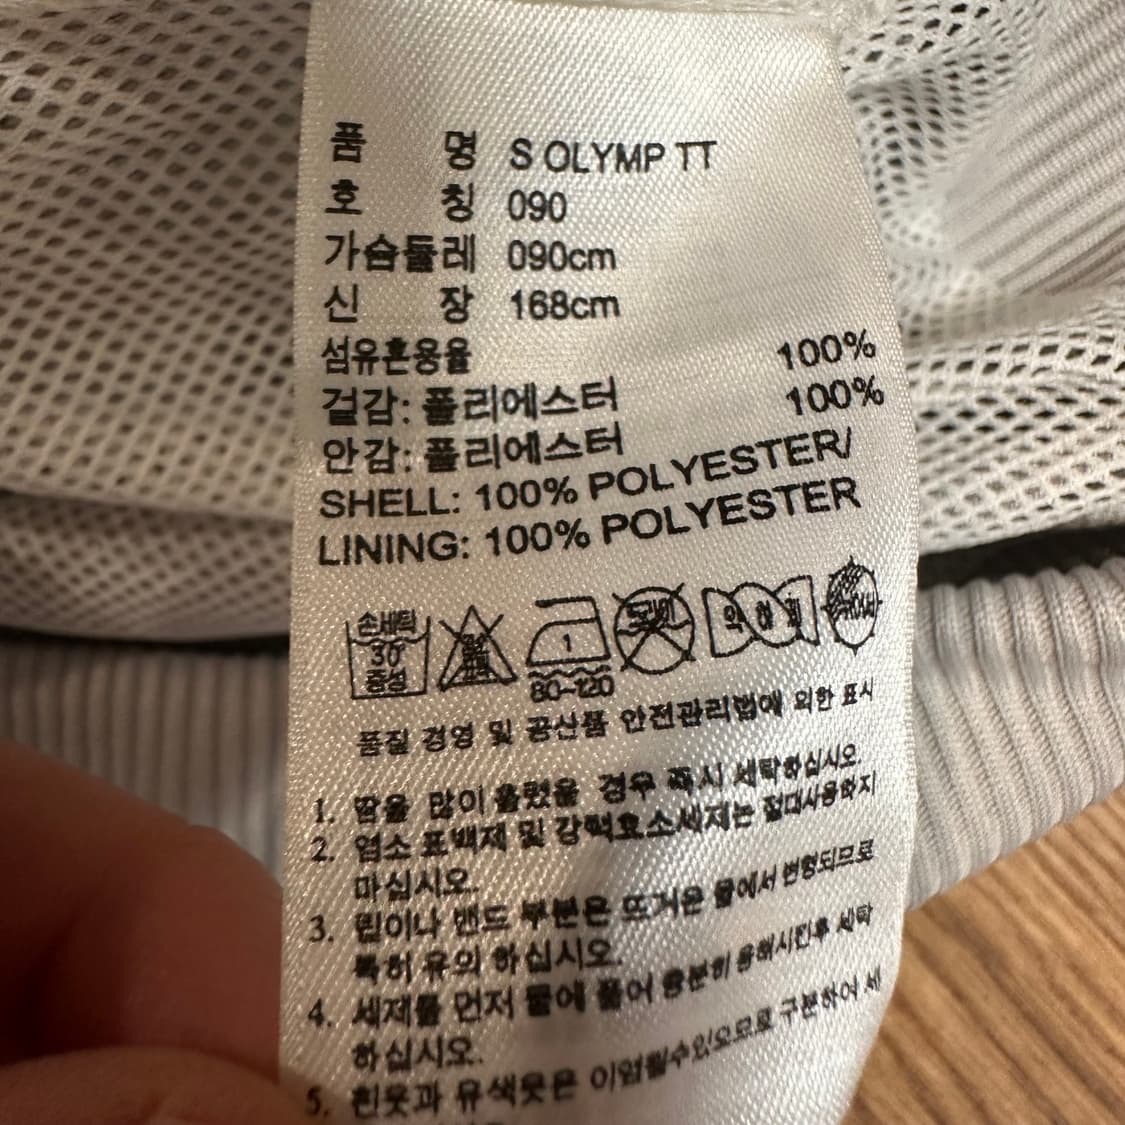 품 명 S OLYMP TT
호 칭 090
가슴둘레 090cm
신 장 168cm
섬유혼용율
겉감: 폴리에스터 100%
안감: 폴리에스터 100%
SHELL: 100% POLYESTER/
LINING: 100% POLYESTER
손세탁
30°
중성
1
80~120
드라이
약 하 게
품질 경영 및 공산품 안전관리법에 의한 표시
1. 땀을 많이 흘렸을 경우 즉시 세탁하십시오.
2. 염소 표백제 및 강력효소세제는 절대사용하지
마십시오.
3. 립이나 밴드 부분은 뜨거운 물에서 변형되므로
특히 유의 하십시오.
4. 세제를 먼저 물에 풀어 충분히 용해시킨후 세탁
하십시오.
5. 흰옷과 유색옷은 이염될수있으므로 구분하여 세